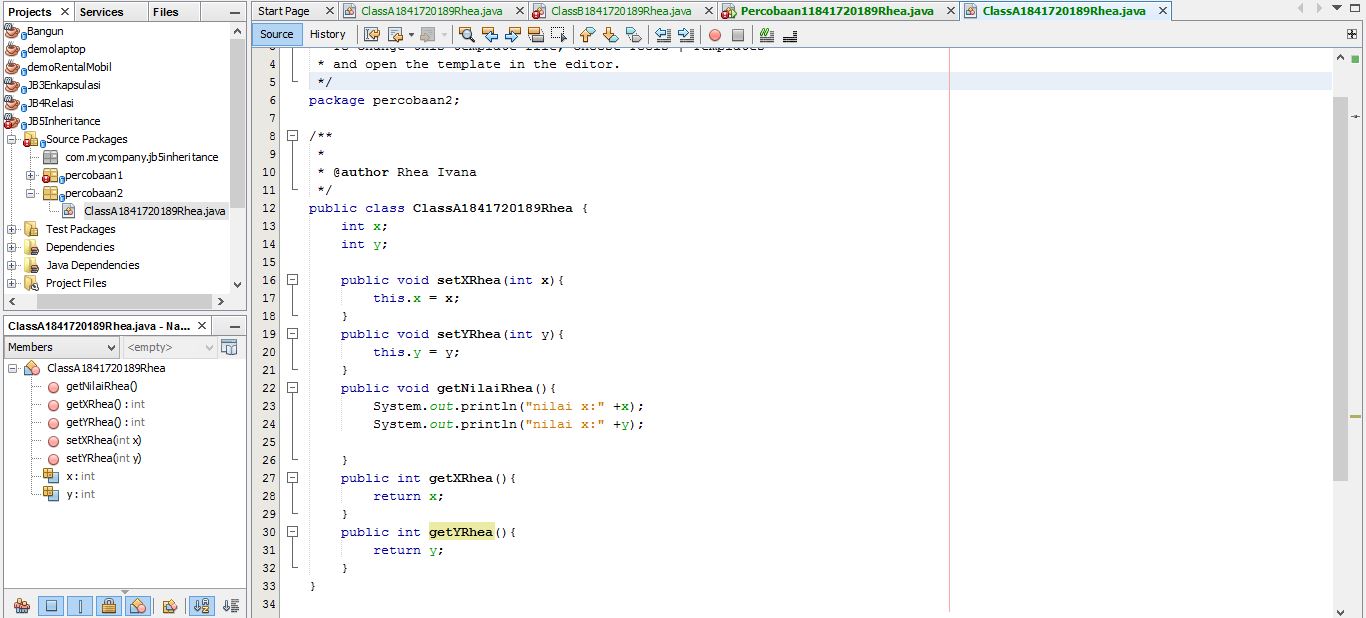 Projects Services Files
Bangun
demolaptop
demoRentalMobil
JB3Enkapsulasi
JB4Relasi
JB5Inheritance
Source Packages
com.mycompany.jb5inheritance
percobaan1
percobaan2
ClassA1841720189Rhea.java
Test Packages
Dependencies
Java Dependencies
Project Files
ClassA1841720189Rhea.java - Na...
Members <empty>
ClassA1841720189Rhea
getNilaiRhea()
getXRhea() : int
getYRhea() : int
setXRhea(int x)
setYRhea(int y)
x : int
y : int
Start Page ClassA1841720189Rhea.java ClassB1841720189Rhea.java Percobaan11841720189Rhea.java ClassA1841720189Rhea.java
Source History
4 * and open the template in the editor.
5 */
6 package percobaan2;
7
8 /**
9 *
10 * @author Rhea Ivana
11 */
12 public class ClassA1841720189Rhea {
13 int x;
14 int y;
15
16 public void setXRhea(int x){
17 this.x = x;
18 }
19 public void setYRhea(int y){
20 this.y = y;
21 }
22 public void getNilaiRhea(){
23 System.out.println("nilai x:" +x);
24 System.out.println("nilai x:" +y);
25
26 }
27 public int getXRhea(){
28 return x;
29 }
30 public int getYRhea(){
31 return y;
32 }
33 }
34